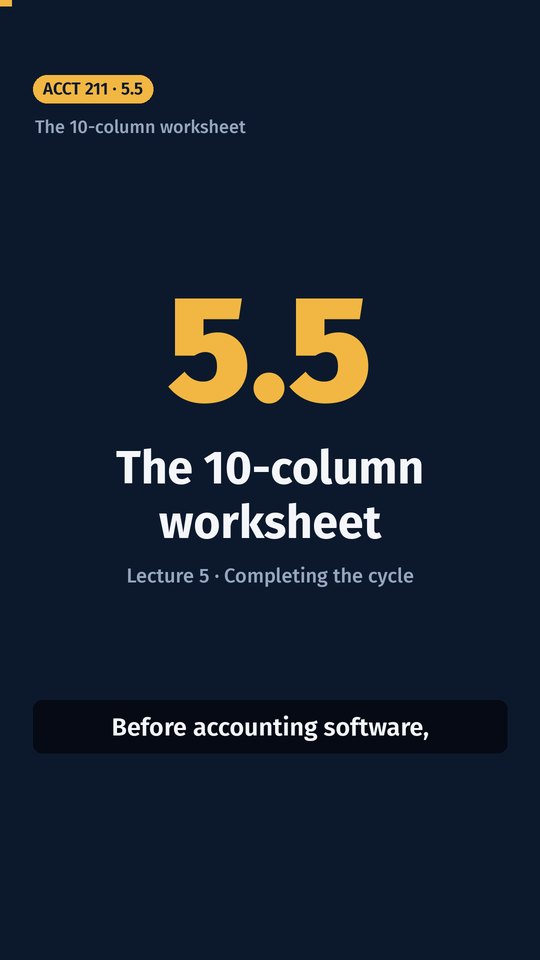 ACCT 211 · 5.5
The 10-column worksheet
5.5
The 10-column
worksheet
Lecture 5 · Completing the cycle
Before accounting software,